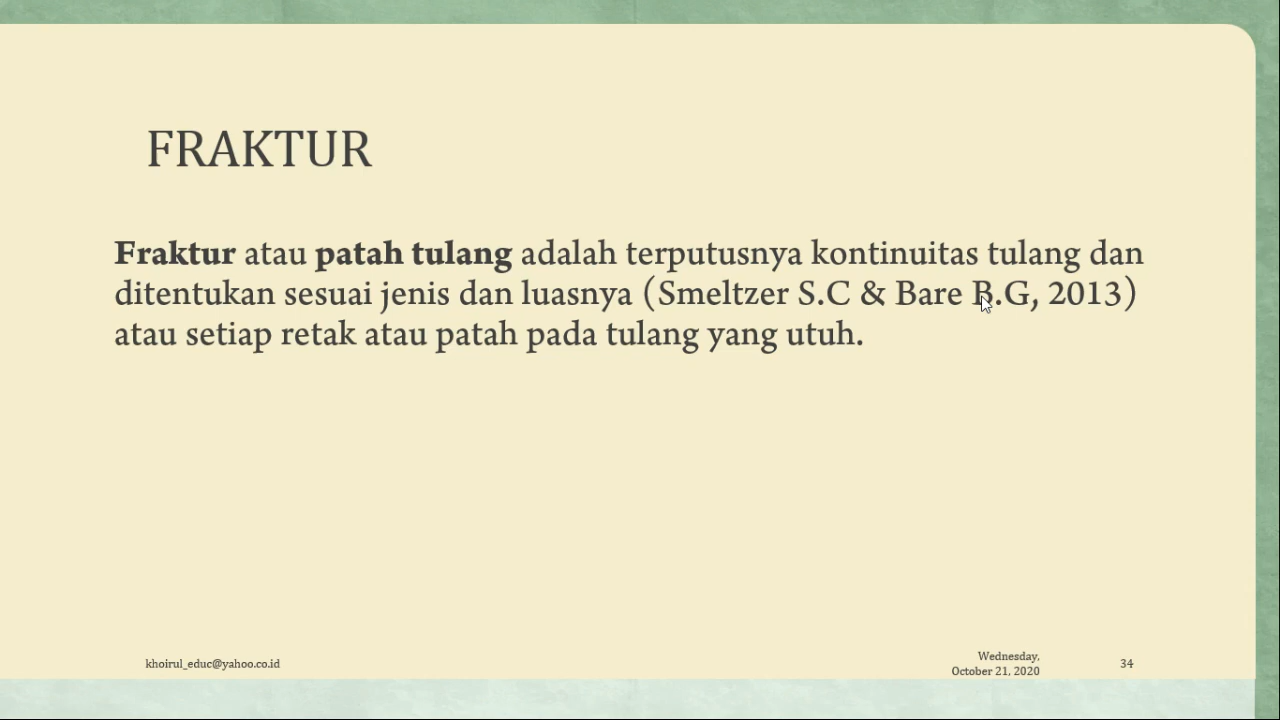 FRAKTUR
Fraktur atau patah tulang adalah terputusnya kontinuitas tulang dan
ditentukan sesuai jenis dan luasnya (Smeltzer S.C & Bare B.G, 2013)
atau setiap retak atau patah pada tulang yang utuh.
khoirul_educ@yahoo.co.id
Wednesday,
October 21, 2020
34